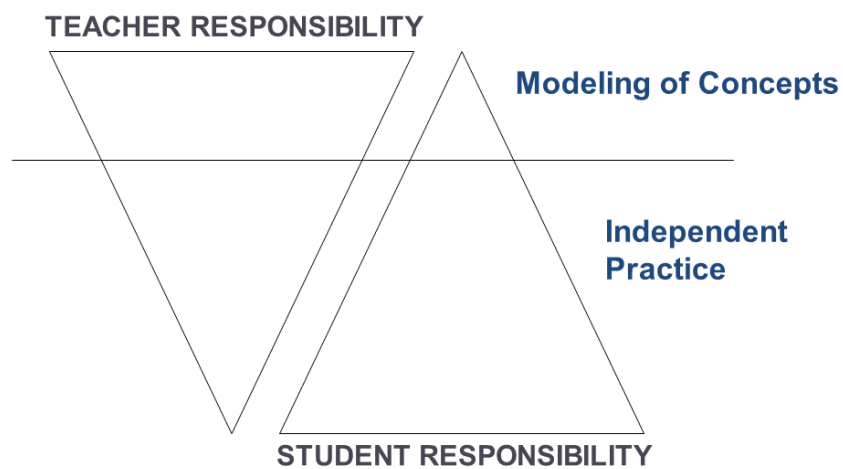 TEACHER RESPONSIBILITY
Modeling of Concepts
Independent
Practice
STUDENT RESPONSIBILITY